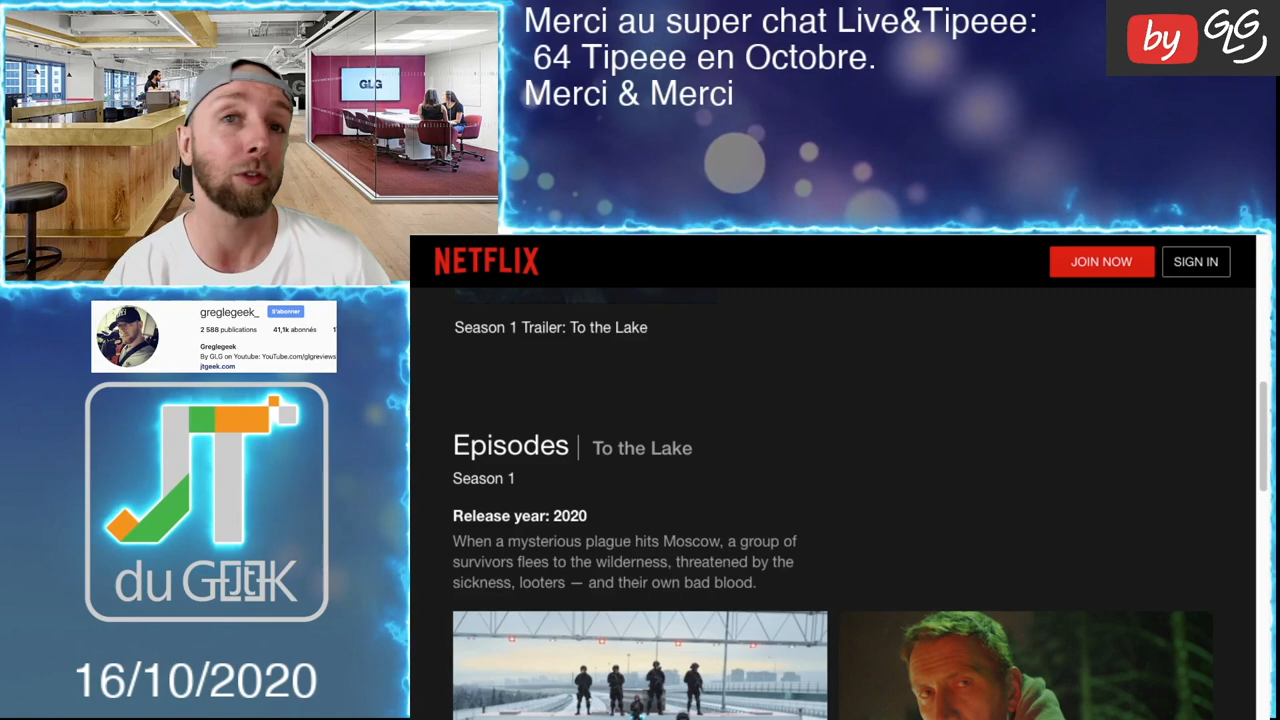 Merci au super chat Live&Tipeee:
64 Tipeee en Octobre.
Merci & Merci
by GLG
GLG
NETFLIX
JOIN NOW
SIGN IN
Season 1 Trailer: To the Lake
greglegeek_ S'abonner
2 588 publications 41,1k abonnés 1
Greglegeek
By GLG on Youtube: YouTube.com/glgreviews
jtgeek.com
JT
du GEEK
16/10/2020
Episodes | To the Lake
Season 1
Release year: 2020
When a mysterious plague hits Moscow, a group of
survivors flees to the wilderness, threatened by the
sickness, looters — and their own bad blood.